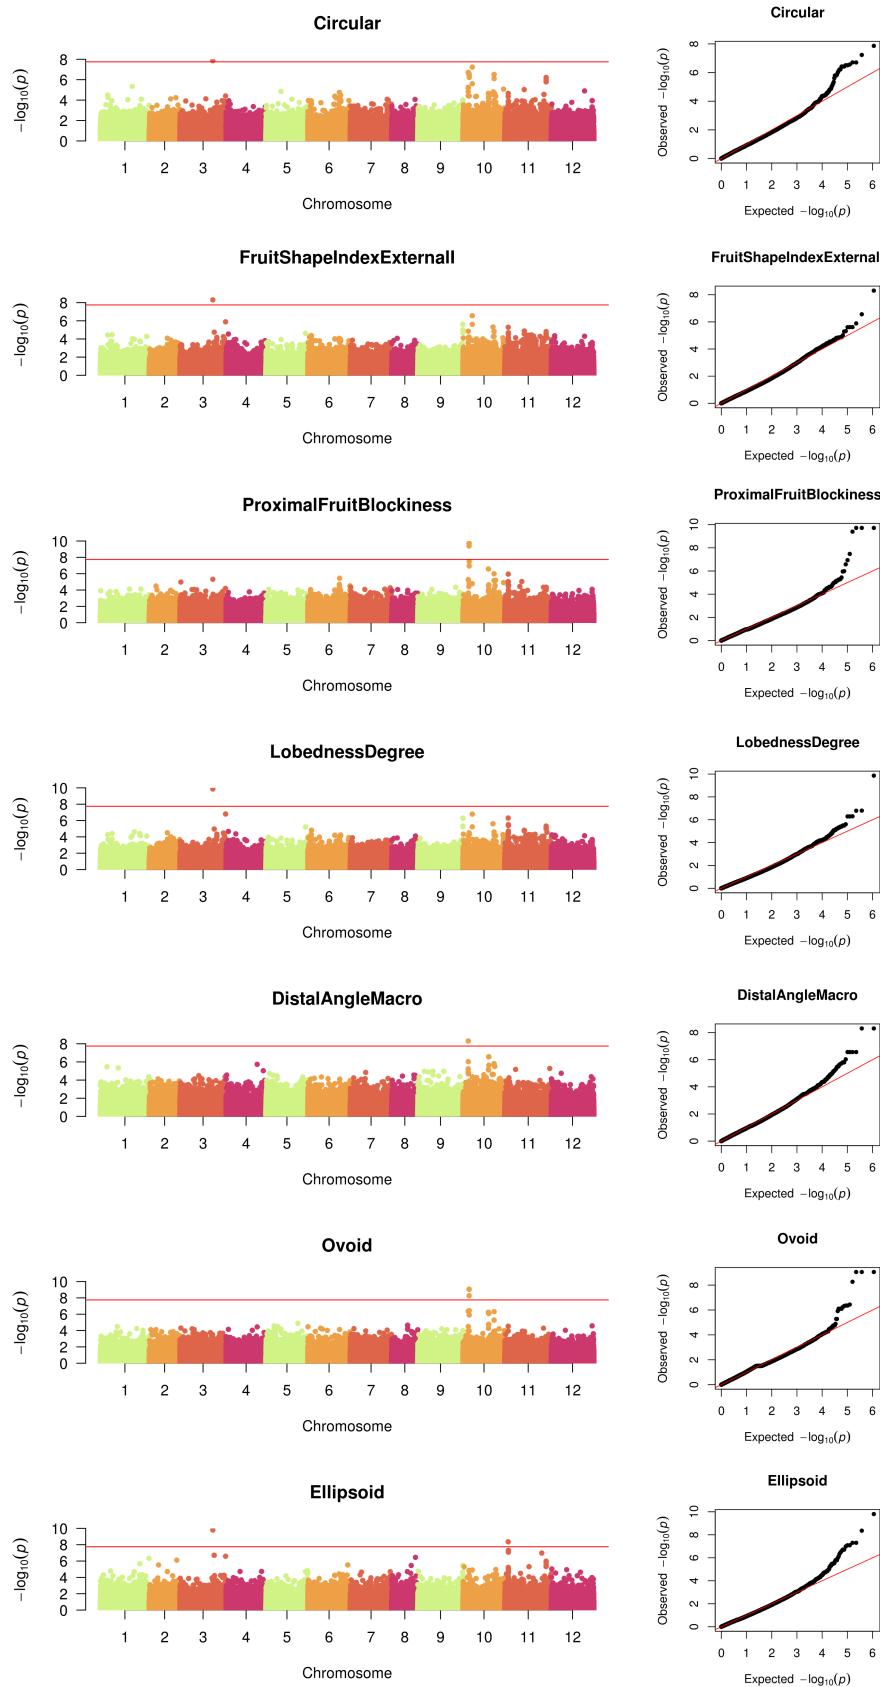 Circular
−log10(p)
8
6
4
2
0
1 2 3 4 5 6 7 8 9 10 11 12
Chromosome
Circular
Observed −log10(p)
8
6
4
2
0
0 1 2 3 4 5 6
Expected −log10(p)
FruitShapeIndexExternalI
−log10(p)
8
6
4
2
0
1 2 3 4 5 6 7 8 9 10 11 12
Chromosome
FruitShapeIndexExternalI
Observed −log10(p)
8
6
4
2
0
0 1 2 3 4 5 6
Expected −log10(p)
ProximalFruitBlockiness
−log10(p)
10
8
6
4
2
0
1 2 3 4 5 6 7 8 9 10 11 12
Chromosome
ProximalFruitBlockiness
Observed −log10(p)
10
8
6
4
2
0
0 1 2 3 4 5 6
Expected −log10(p)
LobednessDegree
−log10(p)
10
8
6
4
2
0
1 2 3 4 5 6 7 8 9 10 11 12
Chromosome
LobednessDegree
Observed −log10(p)
10
8
6
4
2
0
0 1 2 3 4 5 6
Expected −log10(p)
DistalAngleMacro
−log10(p)
8
6
4
2
0
1 2 3 4 5 6 7 8 9 10 11 12
Chromosome
DistalAngleMacro
Observed −log10(p)
8
6
4
2
0
0 1 2 3 4 5 6
Expected −log10(p)
Ovoid
−log10(p)
10
8
6
4
2
0
1 2 3 4 5 6 7 8 9 10 11 12
Chromosome
Ovoid
Observed −log10(p)
8
6
4
2
0
0 1 2 3 4 5 6
Expected −log10(p)
Ellipsoid
−log10(p)
10
8
6
4
2
0
1 2 3 4 5 6 7 8 9 10 11 12
Chromosome
Ellipsoid
Observed −log10(p)
10
8
6
4
2
0
0 1 2 3 4 5 6
Expected −log10(p)